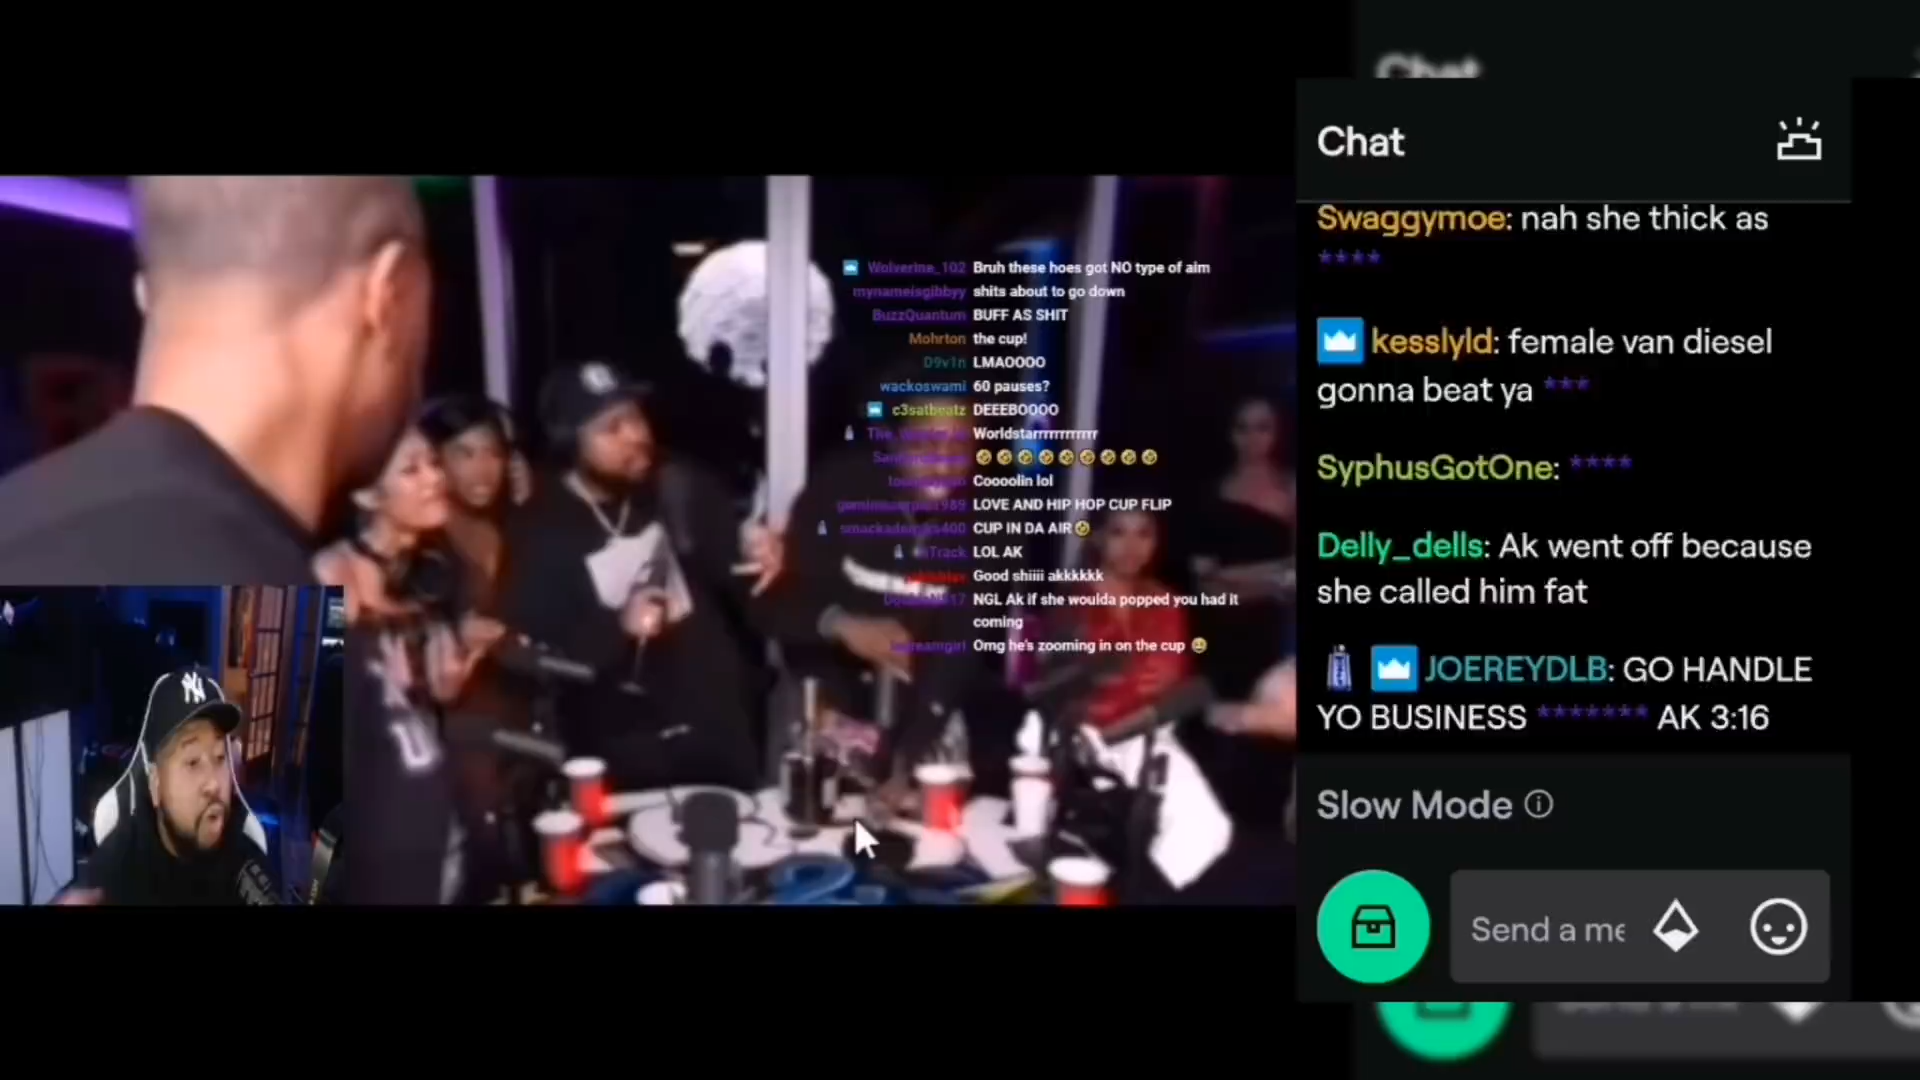 Chat
Wolverine_102 Bruh these hoes got NO type of aim
mynameisgibbyy shits about to go down
BuzzQuantum BUFF AS SHIT
Mohrton the cup!
D9v1n LMAOOOO
wackoswami 60 pauses?
c3satbeatz DEEEBOOOO
Worldstarrrrrrrrrrr
Coooolin lol
LOVE AND HIP HOP CUP FLIP
smackadamaks400 CUP IN DA AIR 🤣
LOL AK
Good shiiii akkkkkk
NGL Ak if she woulda popped you had it
coming
Omg he's zooming in on the cup
NY
Chat
Swaggymoe: nah she thick as
****
kesslyld: female van diesel
gonna beat ya ***
SyphusGotOne: ****
Delly_dells: Ak went off because
she called him fat
JOEREYDLB: GO HANDLE
YO BUSINESS ******* AK 3:16
Slow Mode
Send a me